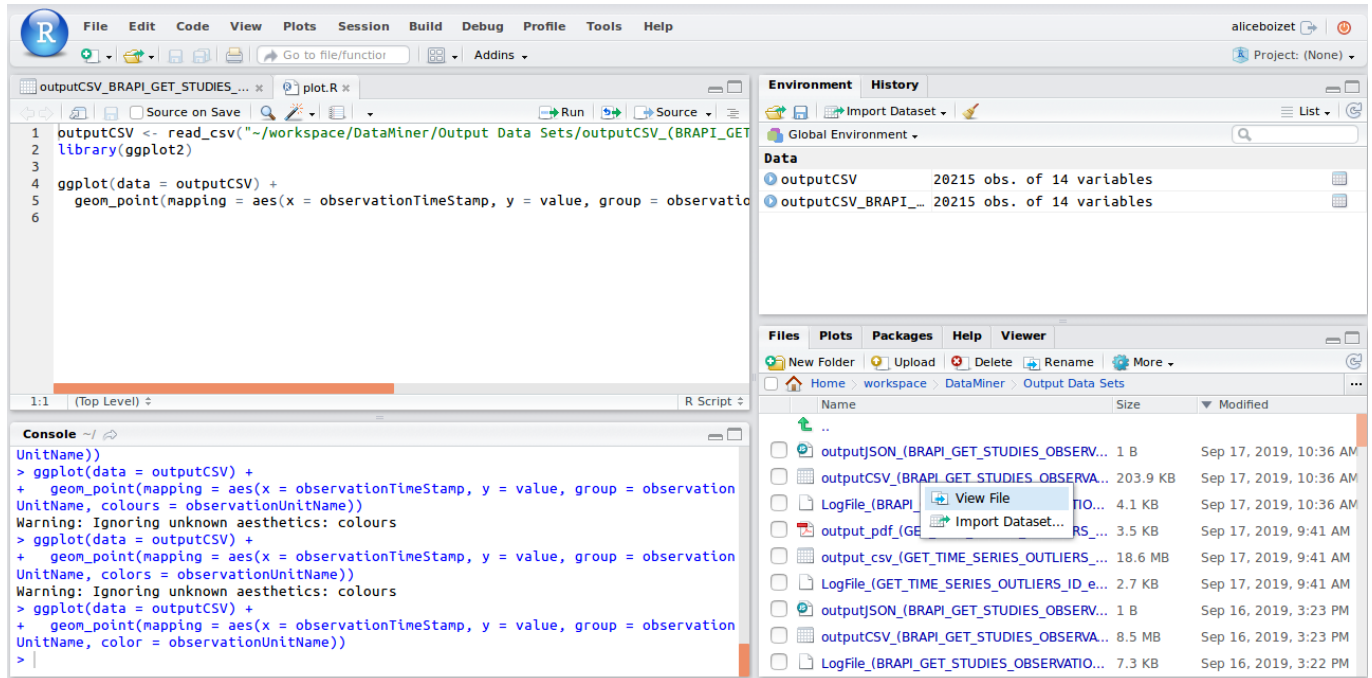 R File Edit Code View Plots Session Build Debug Profile Tools Help aliceboizet
Go to file/function Addins Project: (None)
outputCSV_BRAPI_GET_STUDIES_... plot.R
Source on Save Run Source
1 outputCSV <- read_csv("~/workspace/DataMiner/Output Data Sets/outputCSV_(BRAPI_GET
2 library(ggplot2)
3
4 ggplot(data = outputCSV) +
5 geom_point(mapping = aes(x = observationTimeStamp, y = value, group = observatio
6
1:1 (Top Level) R Script
Console ~/
UnitName))
> ggplot(data = outputCSV) +
+ geom_point(mapping = aes(x = observationTimeStamp, y = value, group = observation
UnitName, colours = observationUnitName))
Warning: Ignoring unknown aesthetics: colours
> ggplot(data = outputCSV) +
+ geom_point(mapping = aes(x = observationTimeStamp, y = value, group = observation
UnitName, colors = observationUnitName))
Warning: Ignoring unknown aesthetics: colours
> ggplot(data = outputCSV) +
+ geom_point(mapping = aes(x = observationTimeStamp, y = value, group = observation
UnitName, color = observationUnitName))
>
Environment History
Import Dataset List
Global Environment
Data
outputCSV 20215 obs. of 14 variables
outputCSV_BRAPI_… 20215 obs. of 14 variables
Files Plots Packages Help Viewer
New Folder Upload Delete Rename More
Home workspace DataMiner Output Data Sets ...
Name Size Modified
..
outputJSON_(BRAPI_GET_STUDIES_OBSERV... 1 B Sep 17, 2019, 10:36 AM
outputCSV_(BRAPI_GET_STUDIES_OBSERVA... 203.9 KB Sep 17, 2019, 10:36 AM
View File
LogFile_(BRAPI_ TIO... 4.1 KB Sep 17, 2019, 10:36 AM
Import Dataset...
output_pdf_(GE RS_... 3.5 KB Sep 17, 2019, 9:41 AM
output_csv_(GET_TIME_SERIES_OUTLIERS_... 18.6 MB Sep 17, 2019, 9:41 AM
LogFile_(GET_TIME_SERIES_OUTLIERS_ID_e... 2.7 KB Sep 17, 2019, 9:41 AM
outputJSON_(BRAPI_GET_STUDIES_OBSERV... 1 B Sep 16, 2019, 3:23 PM
outputCSV_(BRAPI_GET_STUDIES_OBSERVA... 8.5 MB Sep 16, 2019, 3:23 PM
LogFile_(BRAPI_GET_STUDIES_OBSERVATIO... 7.3 KB Sep 16, 2019, 3:22 PM